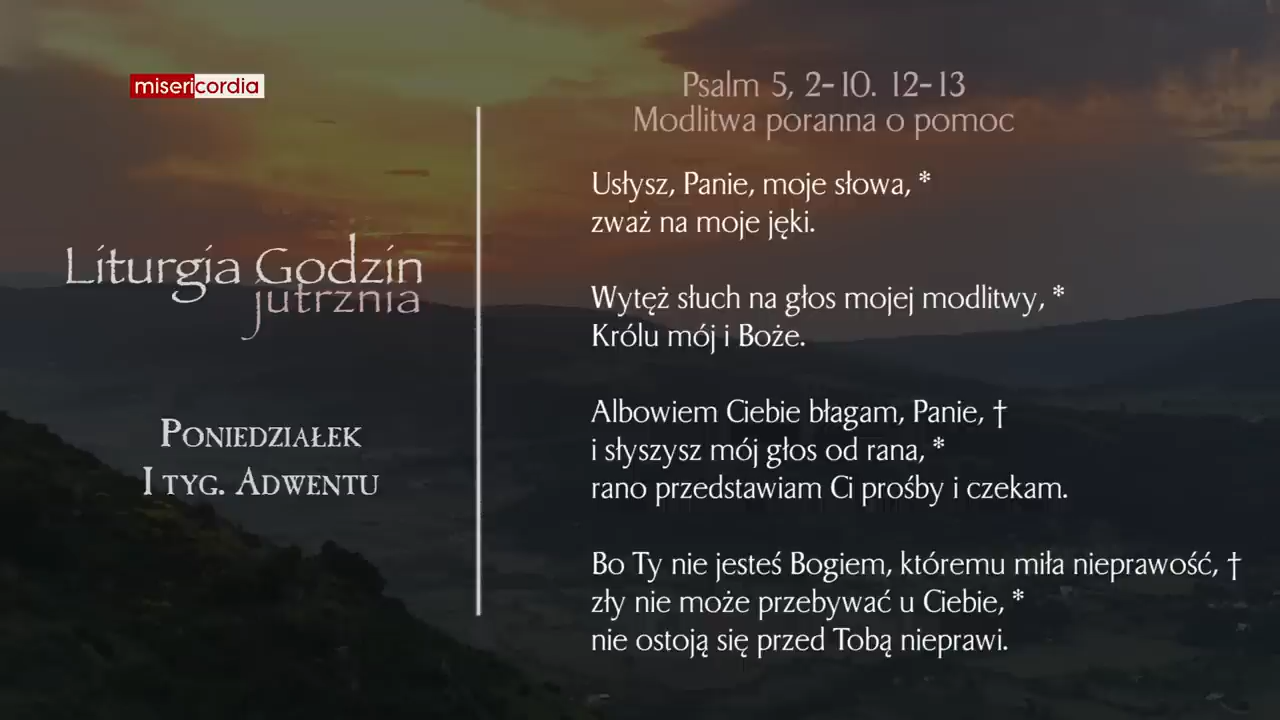 misericordia
Liturgia Godzin
jutrznia
Poniedziałek
I tyg. Adwentu
Psalm 5, 2-10. 12-13
Modlitwa poranna o pomoc
Usłysz, Panie, moje słowa, *
zważ na moje jęki.
Wytęż słuch na głos mojej modlitwy, *
Królu mój i Boże.
Albowiem Ciebie błagam, Panie, †
i słyszysz mój głos od rana, *
rano przedstawiam Ci prośby i czekam.
Bo Ty nie jesteś Bogiem, któremu miła nieprawość, †
zły nie może przebywać u Ciebie, *
nie ostoją się przed Tobą nieprawi.